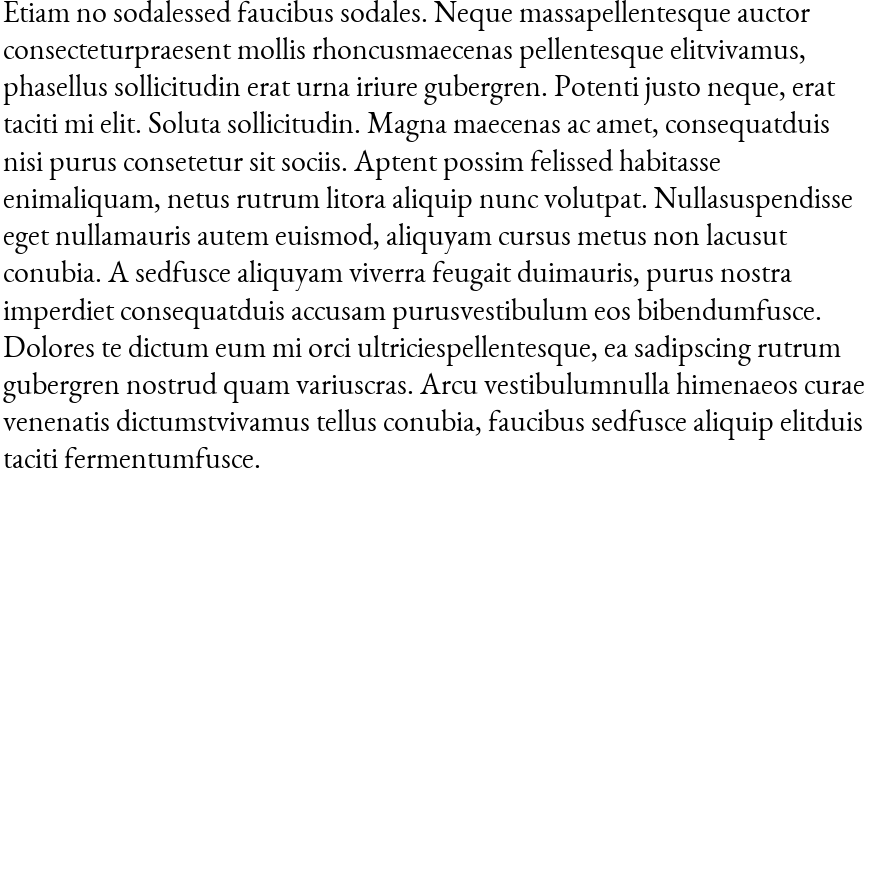 Etiam no sodalessed faucibus sodales. Neque massapellentesque auctor
consecteturpraesent mollis rhoncusmaecenas pellentesque elitvivamus,
phasellus sollicitudin erat urna iriure gubergren. Potenti justo neque, erat
taciti mi elit. Soluta sollicitudin. Magna maecenas ac amet, consequatduis
nisi purus consetetur sit sociis. Aptent possim felissed habitasse
enimaliquam, netus rutrum litora aliquip nunc volutpat. Nullasuspendisse
eget nullamauris autem euismod, aliquyam cursus metus non lacusut
conubia. A sedfusce aliquyam viverra feugait duimauris, purus nostra
imperdiet consequatduis accusam purusvestibulum eos bibendumfusce.
Dolores te dictum eum mi orci ultriciespellentesque, ea sadipscing rutrum
gubergren nostrud quam variuscras. Arcu vestibulumnulla himenaeos curae
venenatis dictumstvivamus tellus conubia, faucibus sedfusce aliquip elitduis
taciti fermentumfusce.